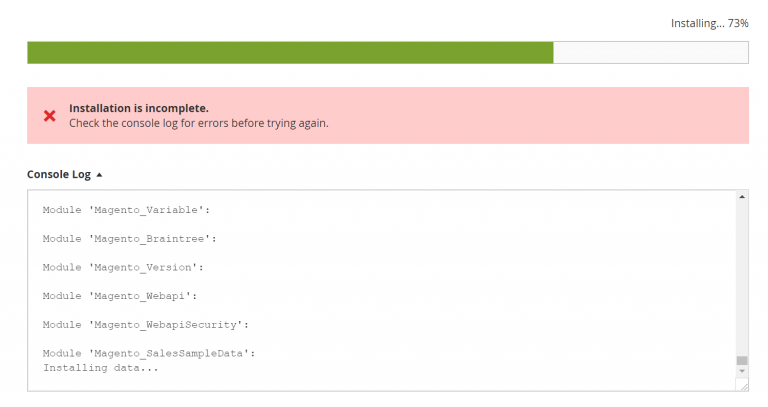 Installing... 73%
Installation is incomplete.
Check the console log for errors before trying again.
Console Log
Module 'Magento_Variable':
Module 'Magento_Braintree':
Module 'Magento_Version':
Module 'Magento_Webapi':
Module 'Magento_WebapiSecurity':
Module 'Magento_SalesSampleData':
Installing data...